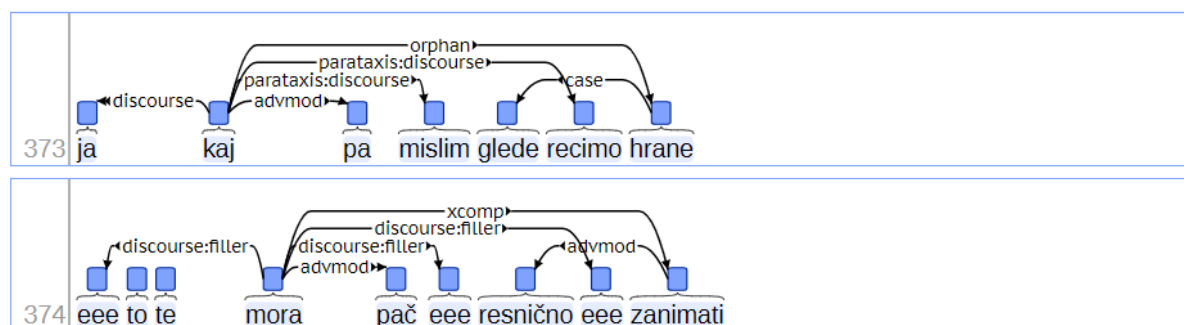 orphan
parataxis:discourse
parataxis:discourse case
discourse advmod
373 ja kaj pa mislim glede recimo hrane
xcomp
discourse:filler
discourse:filler discourse:filler advmod
advmod
374 eee to te mora pač eee resnično eee zanimati